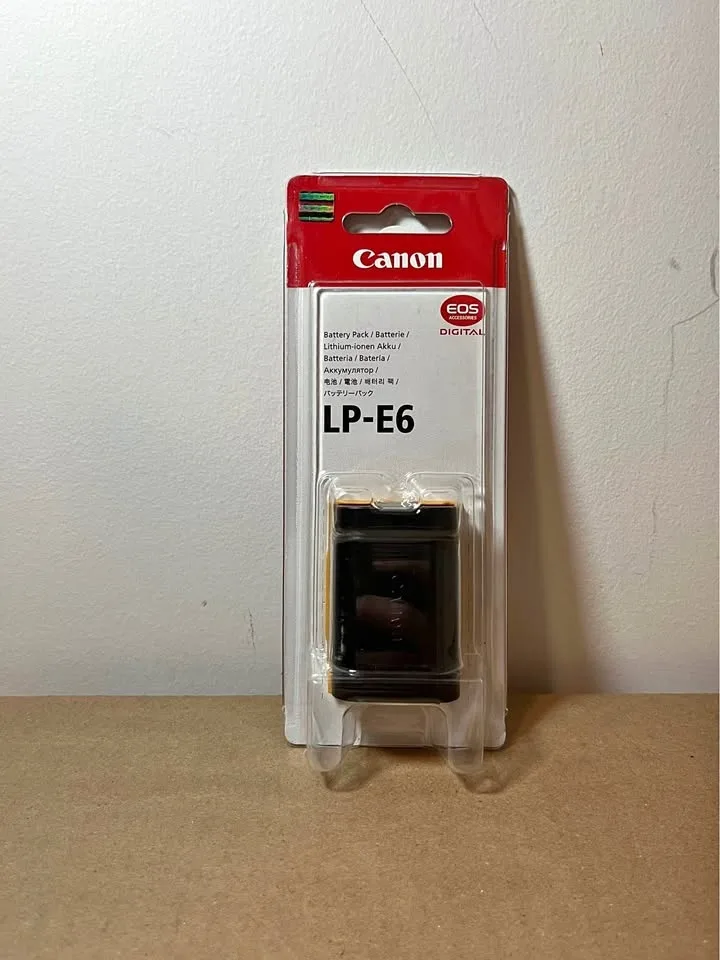 Canon
EOS
ACCESSORIES
DIGITAL
Battery Pack / Batterie /
Lithium-ionen Akku /
Batteria / Batería /
Аккумулятор /
电池 / 電池 / 배터리 팩 /
バッテリーパック
LP-E6
Canon